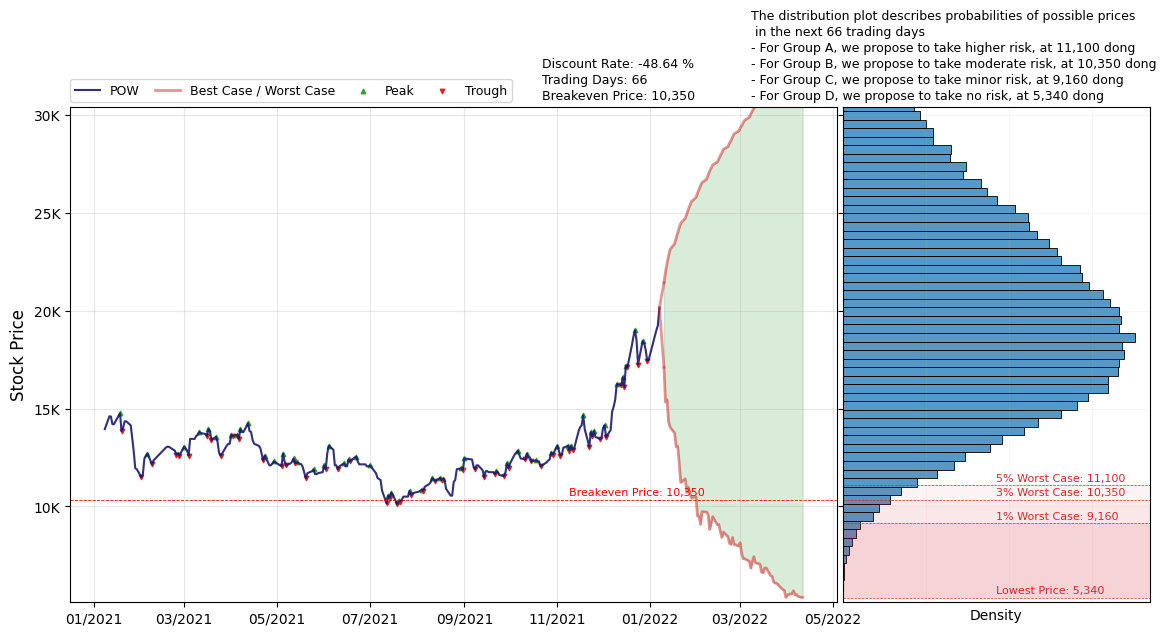 The distribution plot describes probabilities of possible prices
in the next 66 trading days
- For Group A, we propose to take higher risk, at 11,100 dong
- For Group B, we propose to take moderate risk, at 10,350 dong
- For Group C, we propose to take minor risk, at 9,160 dong
- For Group D, we propose to take no risk, at 5,340 dong
Discount Rate: -48.64 %
Trading Days: 66
Breakeven Price: 10,350
POW
Best Case / Worst Case
Peak
Trough
Stock Price
30K
25K
20K
15K
10K
Breakeven Price: 10,350
5% Worst Case: 11,100
3% Worst Case: 10,350
1% Worst Case: 9,160
Lowest Price: 5,340
01/2021
03/2021
05/2021
07/2021
09/2021
11/2021
01/2022
03/2022
05/2022
Density